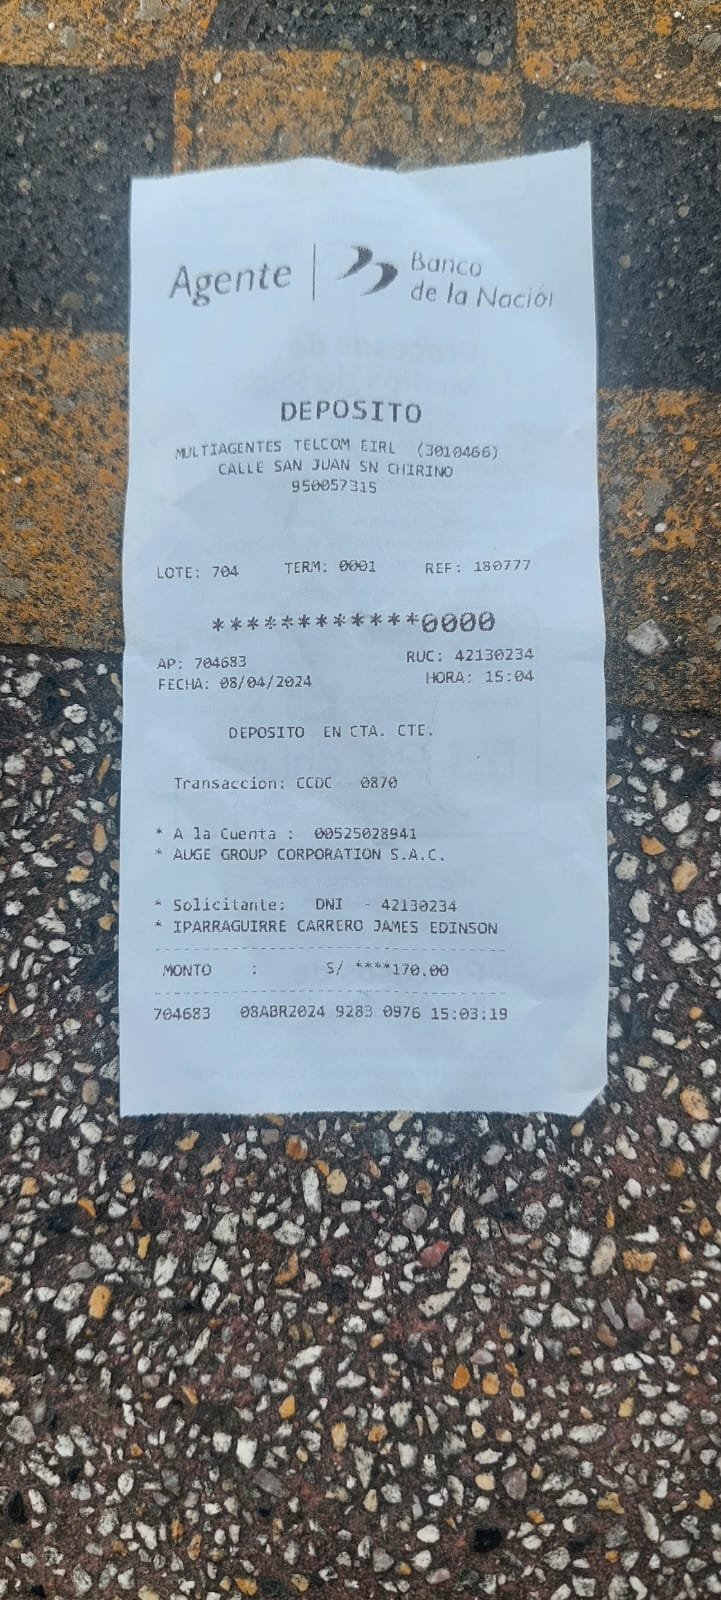 Agente | Banco
de la Nación
DEPOSITO
MULTIAGENTES TELCOM EIRL (3010466)
CALLE SAN JUAN SN CHIRINO
950057315
LOTE: 704 TERM: 0001 REF: 180777
************0000
AP: 704683 RUC: 42130234
FECHA: 08/04/2024 HORA: 15:04
DEPOSITO EN CTA. CTE.
Transaccion: CCDC 0870
* A la Cuenta : 00525028941
* AUGE GROUP CORPORATION S.A.C.
* Solicitante: DNI - 42130234
* IPARRAGUIRRE CARRERO JAMES EDINSON
MONTO : S/ ****170.00
704683 08ABR2024 9283 0976 15:03:19